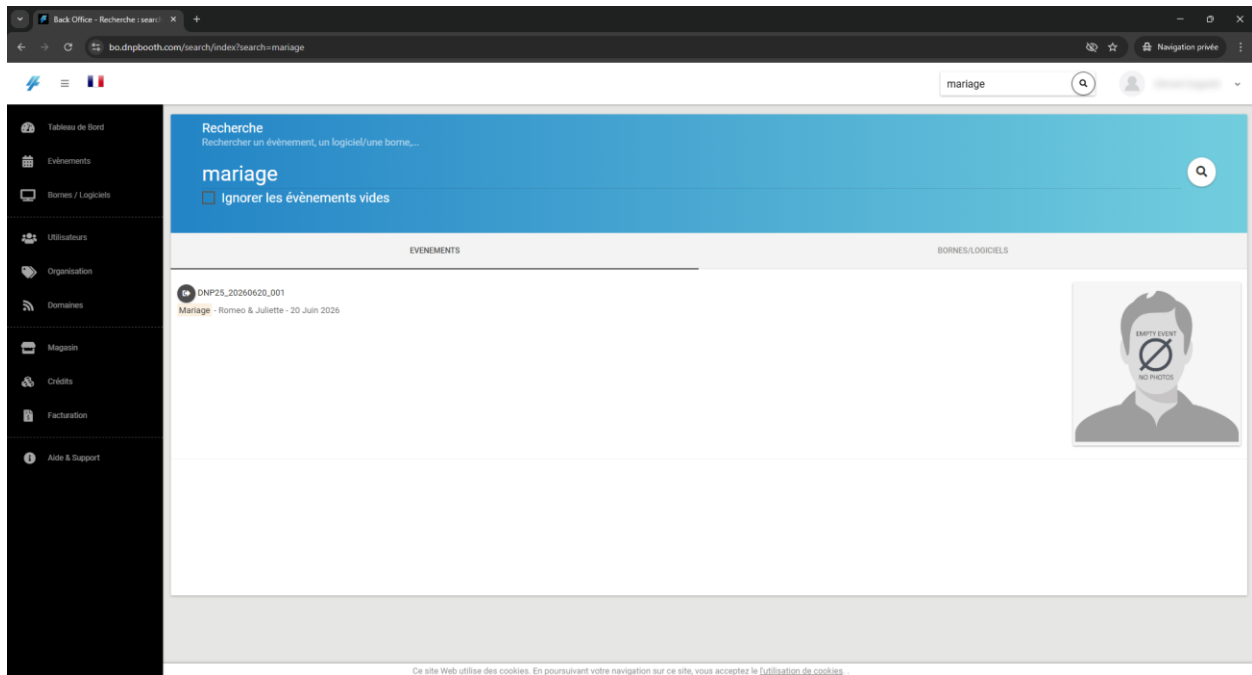 Back Office - Recherche : search
bo.dnpbooth.com/search/index?search=mariage
Navigation privée
mariage
Tableau de Bord
Evènements
Bornes / Logiciels
Utilisateurs
Organisation
Domaines
Magasin
Crédits
Facturation
Aide & Support
Recherche
Rechercher un évènement, un logiciel/une borne,...
mariage
Ignorer les évènements vides
EVENEMENTS
BORNES/LOGICIELS
DNP25_20260620_001
Mariage - Romeo & Juliette - 20 Juin 2026
EMPTY EVENT
NO PHOTOS
Ce site Web utilise des cookies. En poursuivant votre navigation sur ce site, vous acceptez le l'utilisation de cookies. .